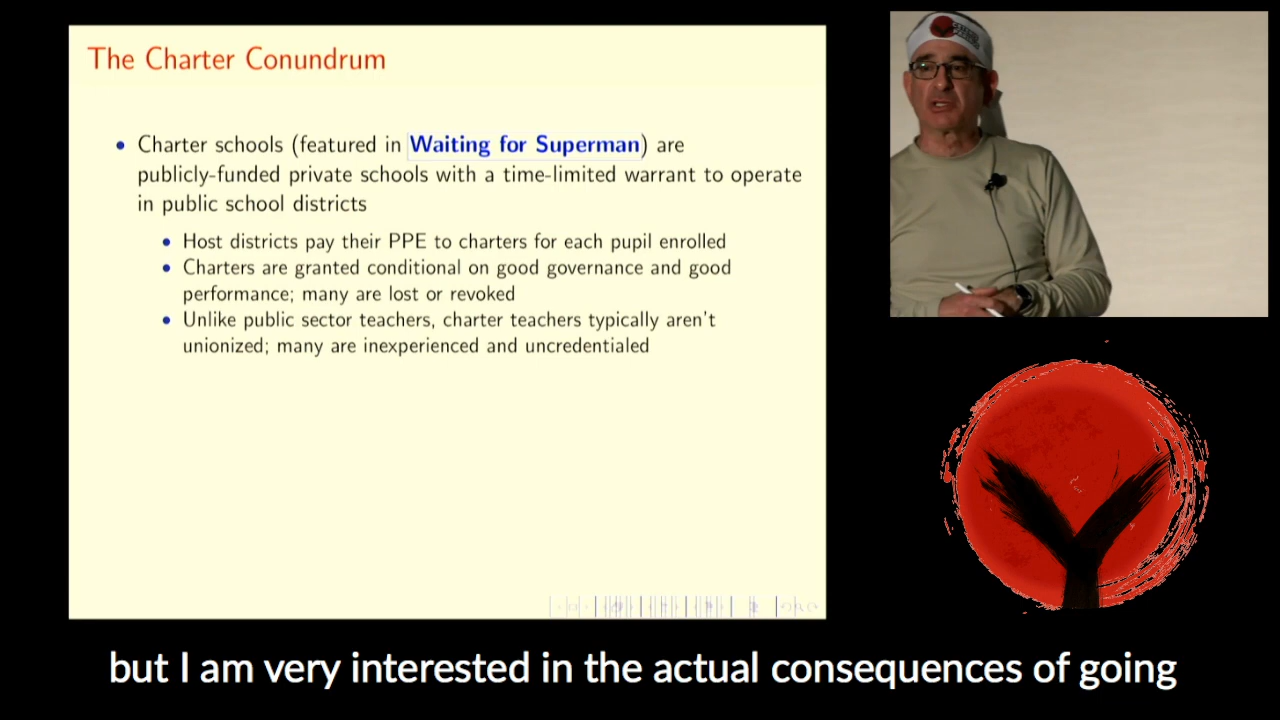 The Charter Conundrum
• Charter schools (featured in Waiting for Superman) are
publicly-funded private schools with a time-limited warrant to operate
in public school districts
• Host districts pay their PPE to charters for each pupil enrolled
• Charters are granted conditional on good governance and good
performance; many are lost or revoked
• Unlike public sector teachers, charter teachers typically aren't
unionized; many are inexperienced and uncredentialed
but I am very interested in the actual consequences of going